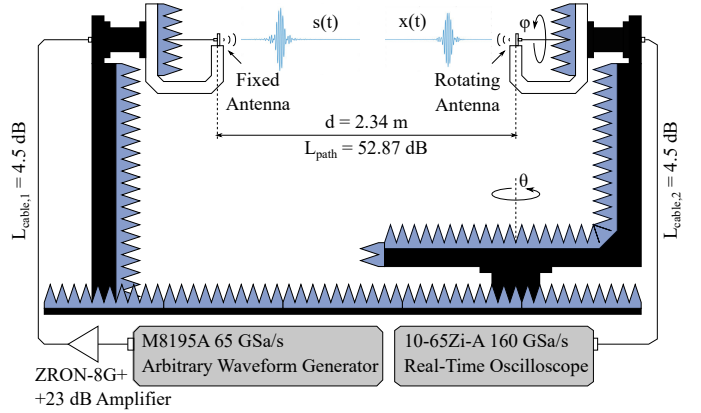 s(t)
x(t)
φ
Fixed
Antenna
Rotating
Antenna
d = 2.34 m
L_path = 52.87 dB
L_cable,1 = 4.5 dB
L_cable,2 = 4.5 dB
θ
M8195A 65 GSa/s
Arbitrary Waveform Generator
10-65Zi-A 160 GSa/s
Real-Time Oscilloscope
ZRON-8G+
+23 dB Amplifier